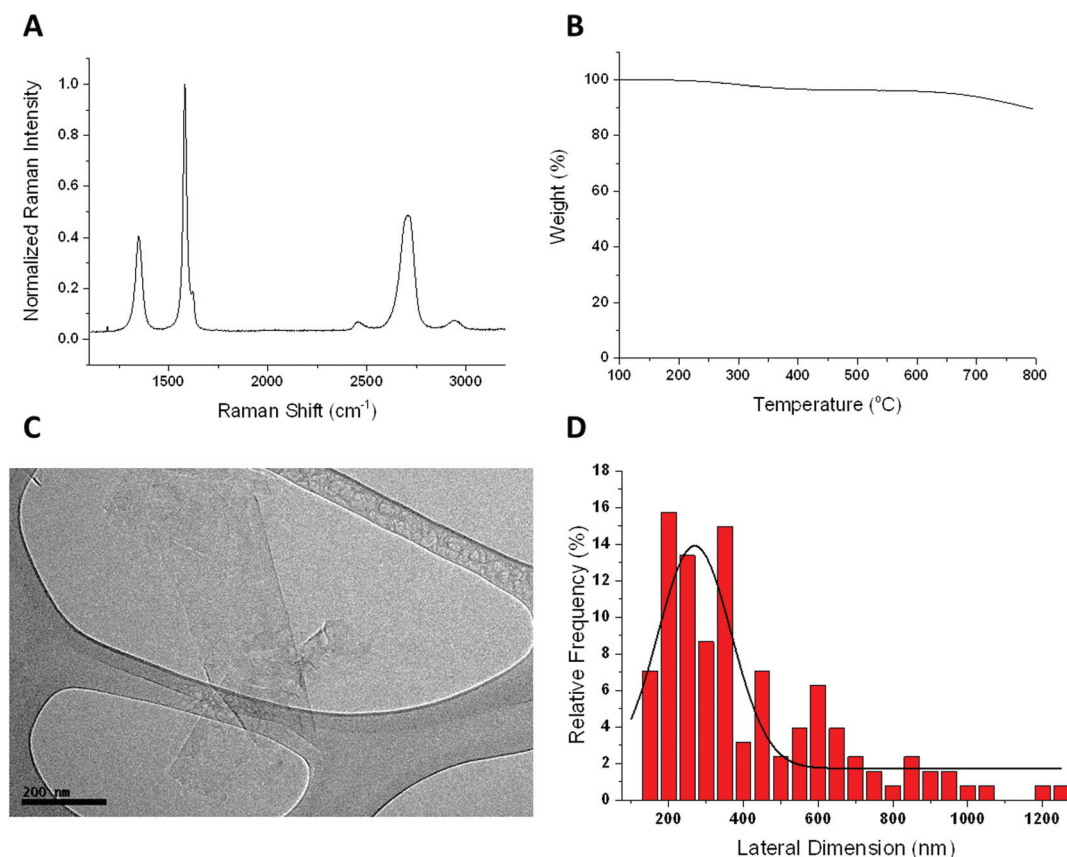 A
Normalized Raman Intensity
1.0
0.8
0.6
0.4
0.2
0.0
1500 2000 2500 3000
Raman Shift (cm⁻¹)
B
Weight (%)
100
80
60
40
20
0
100 200 300 400 500 600 700 800
Temperature (°C)
C
200 nm
D
Relative Frequency (%)
18
16
14
12
10
8
6
4
2
0
200 400 600 800 1000 1200
Lateral Dimension (nm)